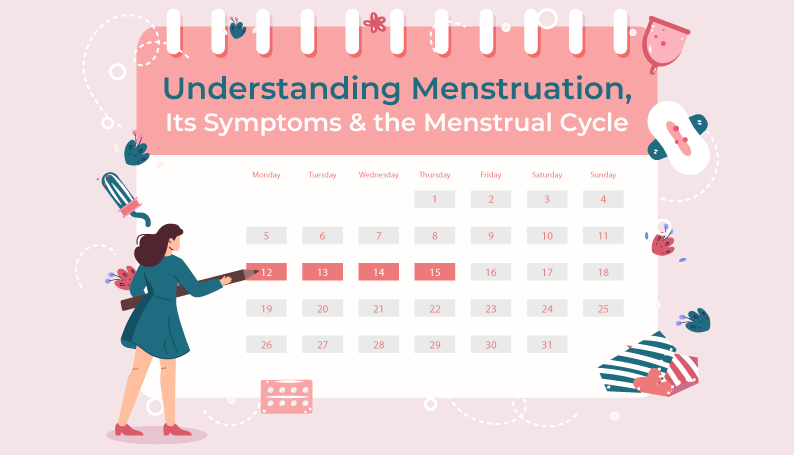 Understanding Menstruation,
Its Symptoms & the Menstrual Cycle
Monday Tuesday Wednesday Thursday Friday Saturday Sunday
1 2 3 4
5 6 7 8 9 10 11
12 13 14 15 16 17 18
19 20 21 22 23 24 25
26 27 28 29 30 31